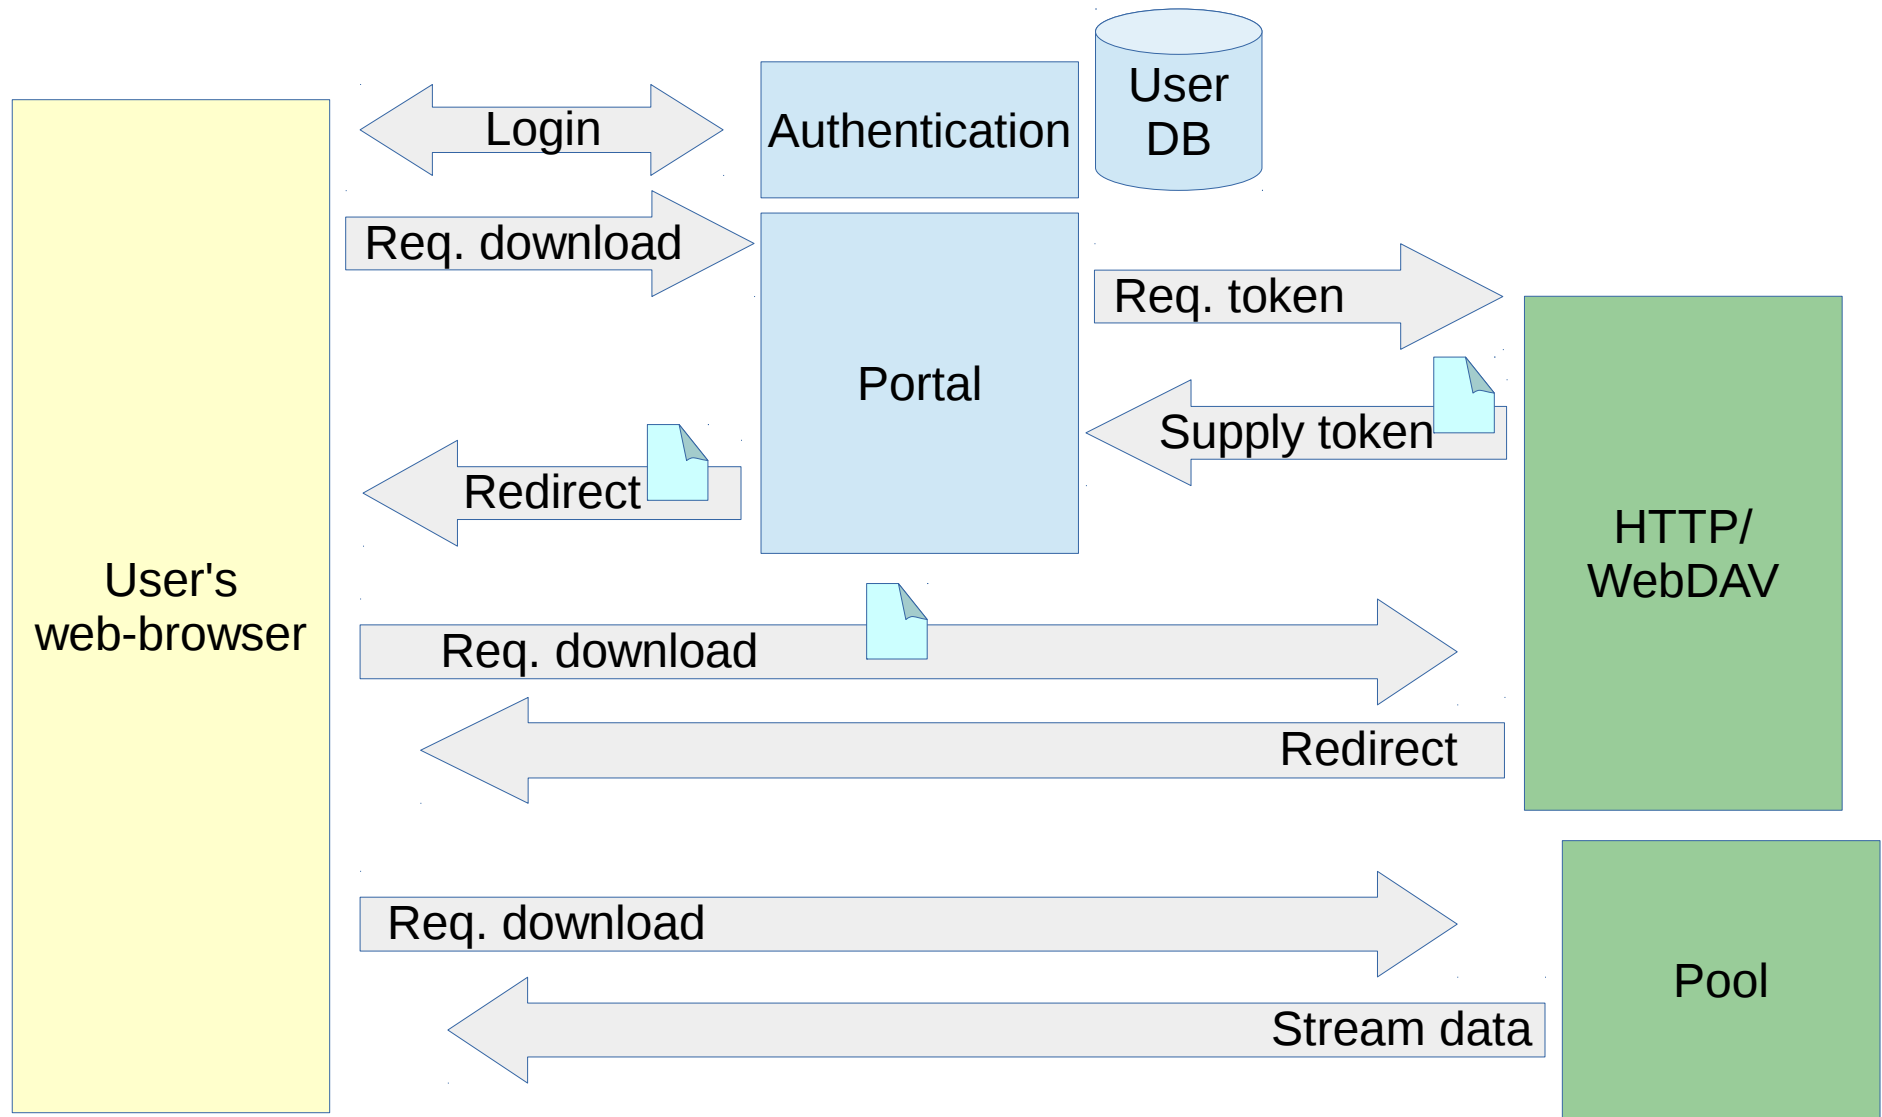 User
DB
Login
Authentication
Req. download
Req. token
Portal
Supply token
Redirect
HTTP/
WebDAV
User's
web-browser
Req. download
Redirect
Req. download
Pool
Stream data